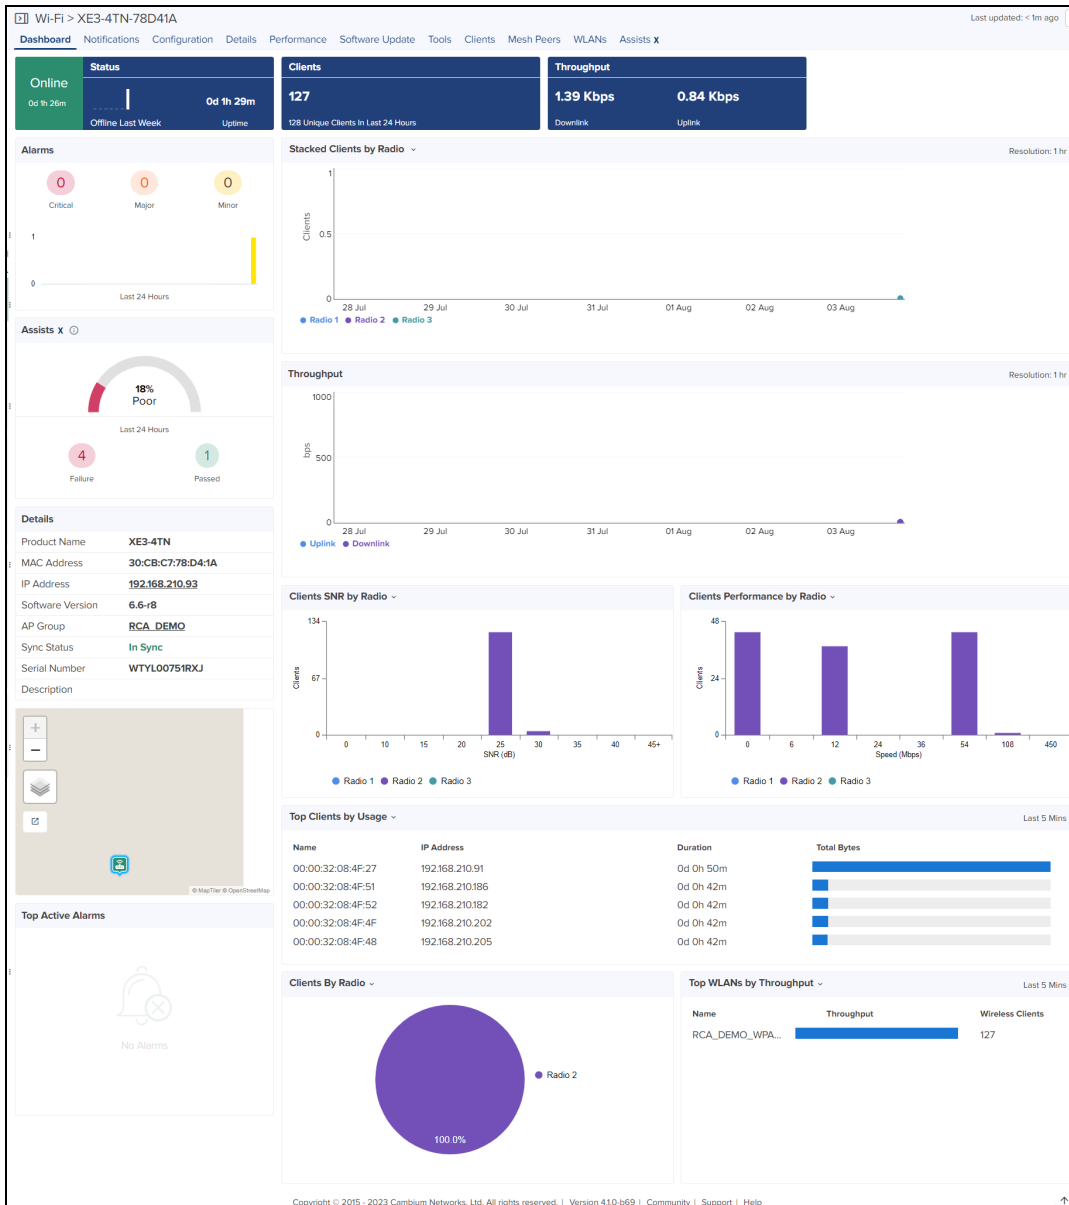 Wi-Fi > XE3-4TN-78D41A
Last updated: < 1m ago
Dashboard Notifications Configuration Details Performance Software Update Tools Clients Mesh Peers WLANs Assists X
Online
0d 1h 26m
Status
0d 1h 29m
Offline Last Week Uptime
Clients
127
128 Unique Clients In Last 24 Hours
Throughput
1.39 Kbps 0.84 Kbps
Downlink Uplink
Alarms
0 0 0
Critical Major Minor
1
0
Last 24 Hours
Stacked Clients by Radio
Resolution: 1 hr
1
0.5
0
Clients
28 Jul 29 Jul 30 Jul 31 Jul 01 Aug 02 Aug 03 Aug
Radio 1 Radio 2 Radio 3
Assists X
18%
Poor
Last 24 Hours
4 1
Failure Passed
Throughput
Resolution: 1 hr
1000
500
0
bps
28 Jul 29 Jul 30 Jul 31 Jul 01 Aug 02 Aug 03 Aug
Uplink Downlink
Details
Product Name XE3-4TN
MAC Address 30:CB:C7:78:D4:1A
IP Address 192.168.210.93
Software Version 6.6-r8
AP Group RCA_DEMO
Sync Status In Sync
Serial Number WTYL00751RXJ
Description
© MapTiler © OpenStreetMap
Clients SNR by Radio
134
67
0
Clients
0 10 15 20 25 30 35 40 45+
SNR (dB)
Radio 1 Radio 2 Radio 3
Clients Performance by Radio
48
24
0
Clients
0 6 12 24 36 54 108 450
Speed (Mbps)
Radio 1 Radio 2 Radio 3
Top Clients by Usage
Last 5 Mins
Name IP Address Duration Total Bytes
00:00:32:08:4F:27 192.168.210.91 0d 0h 50m
00:00:32:08:4F:51 192.168.210.186 0d 0h 42m
00:00:32:08:4F:52 192.168.210.182 0d 0h 42m
00:00:32:08:4F:4F 192.168.210.202 0d 0h 42m
00:00:32:08:4F:48 192.168.210.205 0d 0h 42m
Top Active Alarms
No Alarms
Clients By Radio
100.0%
Radio 2
Top WLANs by Throughput
Last 5 Mins
Name Throughput Wireless Clients
RCA_DEMO_WPA... 127
Copyright © 2015 - 2023 Cambium Networks, Ltd. All rights reserved. | Version 4.1.0-b69 | Community | Support | Help